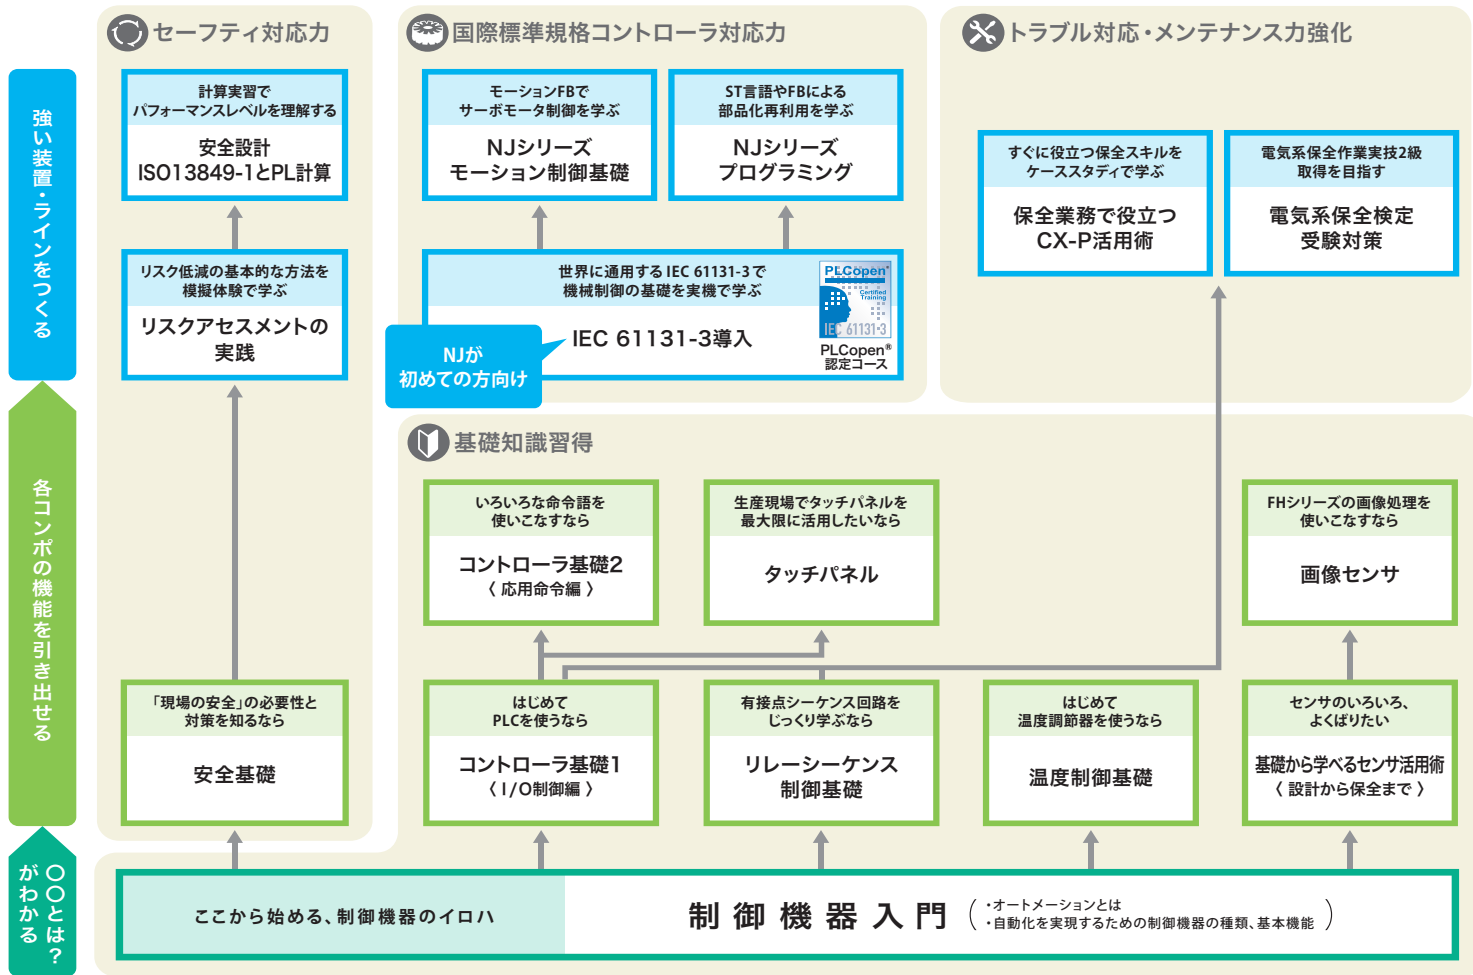 強い装置・ラインをつくる
各コンポの機能を引き出せる
〇〇とは?
がわかる
セーフティ対応力
計算実習で
パフォーマンスレベルを理解する
安全設計
ISO13849-1とPL計算
リスク低減の基本的な方法を
模擬体験で学ぶ
リスクアセスメントの
実践
「現場の安全」の必要性と
対策を知るなら
安全基礎
国際標準規格コントローラ対応力
モーションFBで
サーボモータ制御を学ぶ
NJシリーズ
モーション制御基礎
ST言語やFBによる
部品化再利用を学ぶ
NJシリーズ
プログラミング
世界に通用する IEC 61131-3 で
機械制御の基礎を実機で学ぶ
IEC 61131-3導入
NJが
初めての方向け
PLCopen®
Certified
Training
IEC 61131-3
PLCopen®
認定コース
トラブル対応・メンテナンス力強化
すぐに役立つ保全スキルを
ケーススタディで学ぶ
保全業務で役立つ
CX-P活用術
電気系保全作業実技2級
取得を目指す
電気系保全検定
受験対策
基礎知識習得
いろいろな命令語を
使いこなすなら
コントローラ基礎2
〈 応用命令編 〉
生産現場でタッチパネルを
最大限に活用したいなら
タッチパネル
FHシリーズの画像処理を
使いこなすなら
画像センサ
はじめて
PLCを使うなら
コントローラ基礎1
〈 I/O制御編 〉
有接点シーケンス回路を
じっくり学ぶなら
リレーシーケンス
制御基礎
はじめて
温度調節器を使うなら
温度制御基礎
センサのいろいろ、
よくばりたい
基礎から学べるセンサ活用術
〈 設計から保全まで 〉
ここから始める、制御機器のイロハ
制御機器入門
・オートメーションとは
・自動化を実現するための制御機器の種類、基本機能